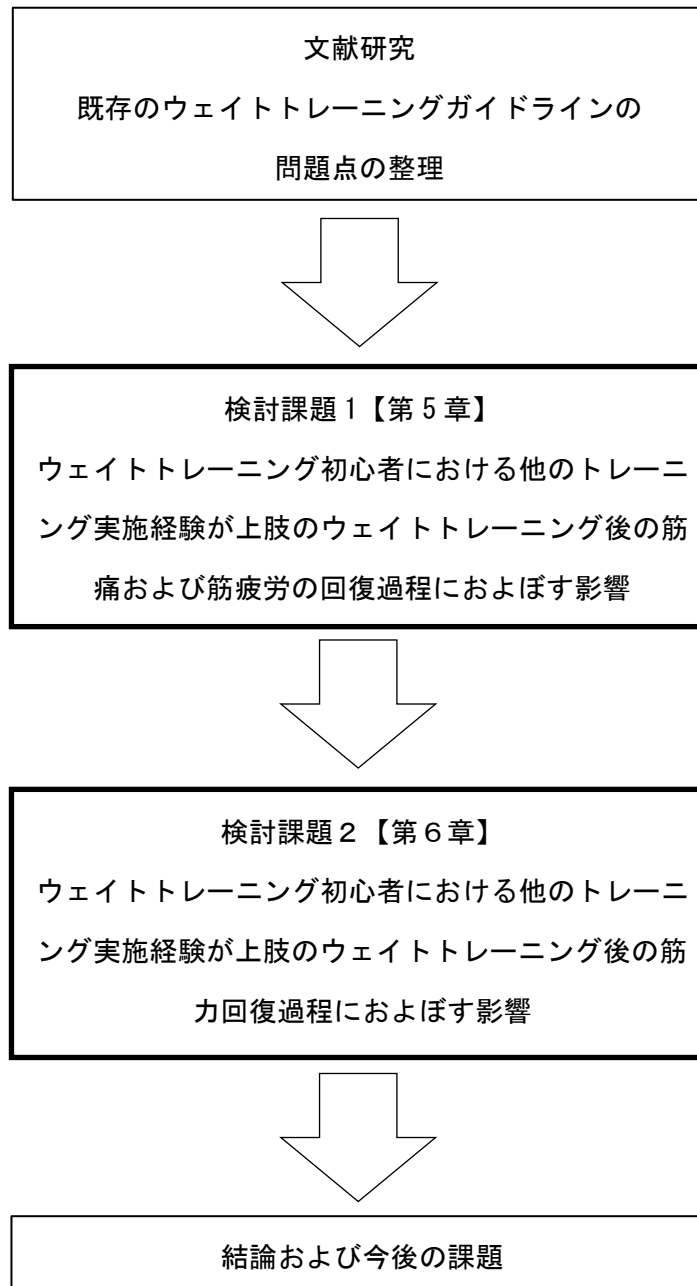 文献研究
既存のウェイトトレーニングガイドラインの
問題点の整理
検討課題1【第5章】
ウェイトトレーニング初心者における他のトレーニ
ング実施経験が上肢のウェイトトレーニング後の筋
痛および筋疲労の回復過程におよぼす影響
検討課題２【第６章】
ウェイトトレーニング初心者における他のトレーニ
ング実施経験が上肢のウェイトトレーニング後の筋
力回復過程におよぼす影響
結論および今後の課題